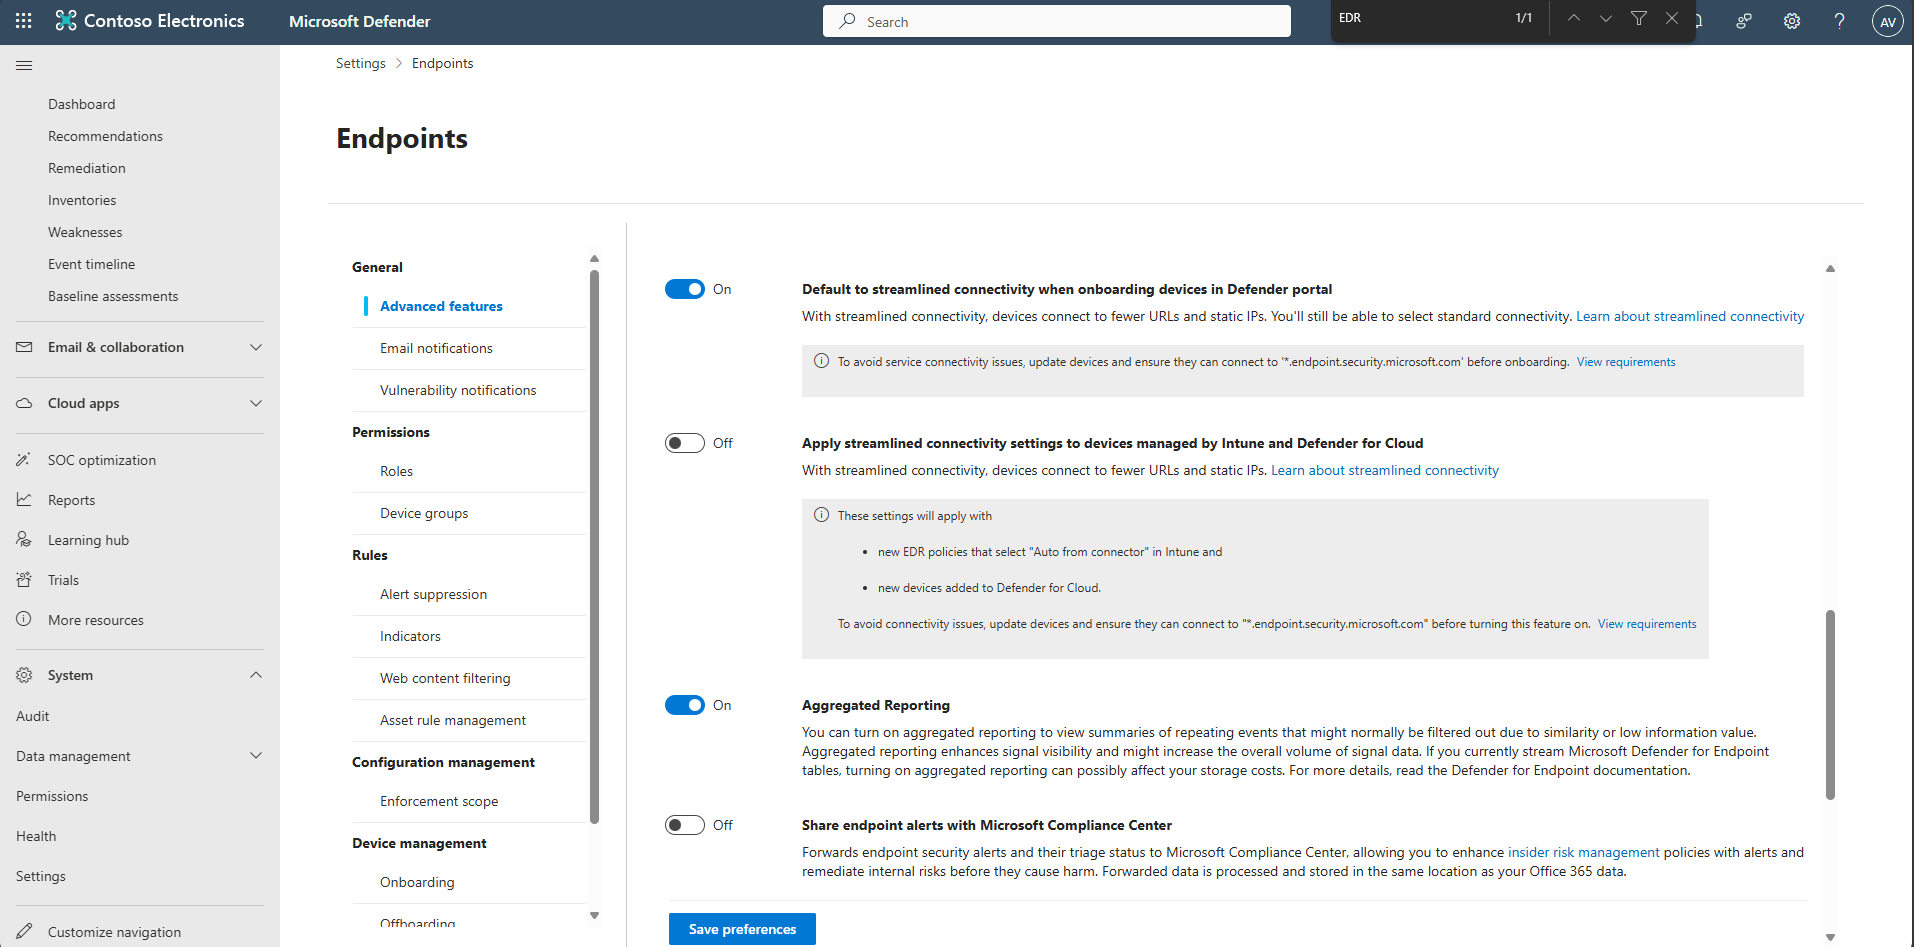 Contoso Electronics
Microsoft Defender
Search
EDR
1/1
AV
Settings
Endpoints
Dashboard
Recommendations
Remediation
Inventories
Weaknesses
Event timeline
Baseline assessments
Email & collaboration
Cloud apps
SOC optimization
Reports
Learning hub
Trials
More resources
System
Audit
Data management
Permissions
Health
Settings
Customize navigation
Endpoints
General
Advanced features
Email notifications
Vulnerability notifications
Permissions
Roles
Device groups
Rules
Alert suppression
Indicators
Web content filtering
Asset rule management
Configuration management
Enforcement scope
Device management
Onboarding
Offboarding
On
Default to streamlined connectivity when onboarding devices in Defender portal
With streamlined connectivity, devices connect to fewer URLs and static IPs. You'll still be able to select standard connectivity. Learn about streamlined connectivity
To avoid service connectivity issues, update devices and ensure they can connect to '*.endpoint.security.microsoft.com' before onboarding. View requirements
Off
Apply streamlined connectivity settings to devices managed by Intune and Defender for Cloud
With streamlined connectivity, devices connect to fewer URLs and static IPs. Learn about streamlined connectivity
These settings will apply with
• new EDR policies that select "Auto from connector" in Intune and
• new devices added to Defender for Cloud.
To avoid connectivity issues, update devices and ensure they can connect to "*.endpoint.security.microsoft.com" before turning this feature on. View requirements
On
Aggregated Reporting
You can turn on aggregated reporting to view summaries of repeating events that might normally be filtered out due to similarity or low information value.
Aggregated reporting enhances signal visibility and might increase the overall volume of signal data. If you currently stream Microsoft Defender for Endpoint
tables, turning on aggregated reporting can possibly affect your storage costs. For more details, read the Defender for Endpoint documentation.
Off
Share endpoint alerts with Microsoft Compliance Center
Forwards endpoint security alerts and their triage status to Microsoft Compliance Center, allowing you to enhance insider risk management policies with alerts and
remediate internal risks before they cause harm. Forwarded data is processed and stored in the same location as your Office 365 data.
Save preferences